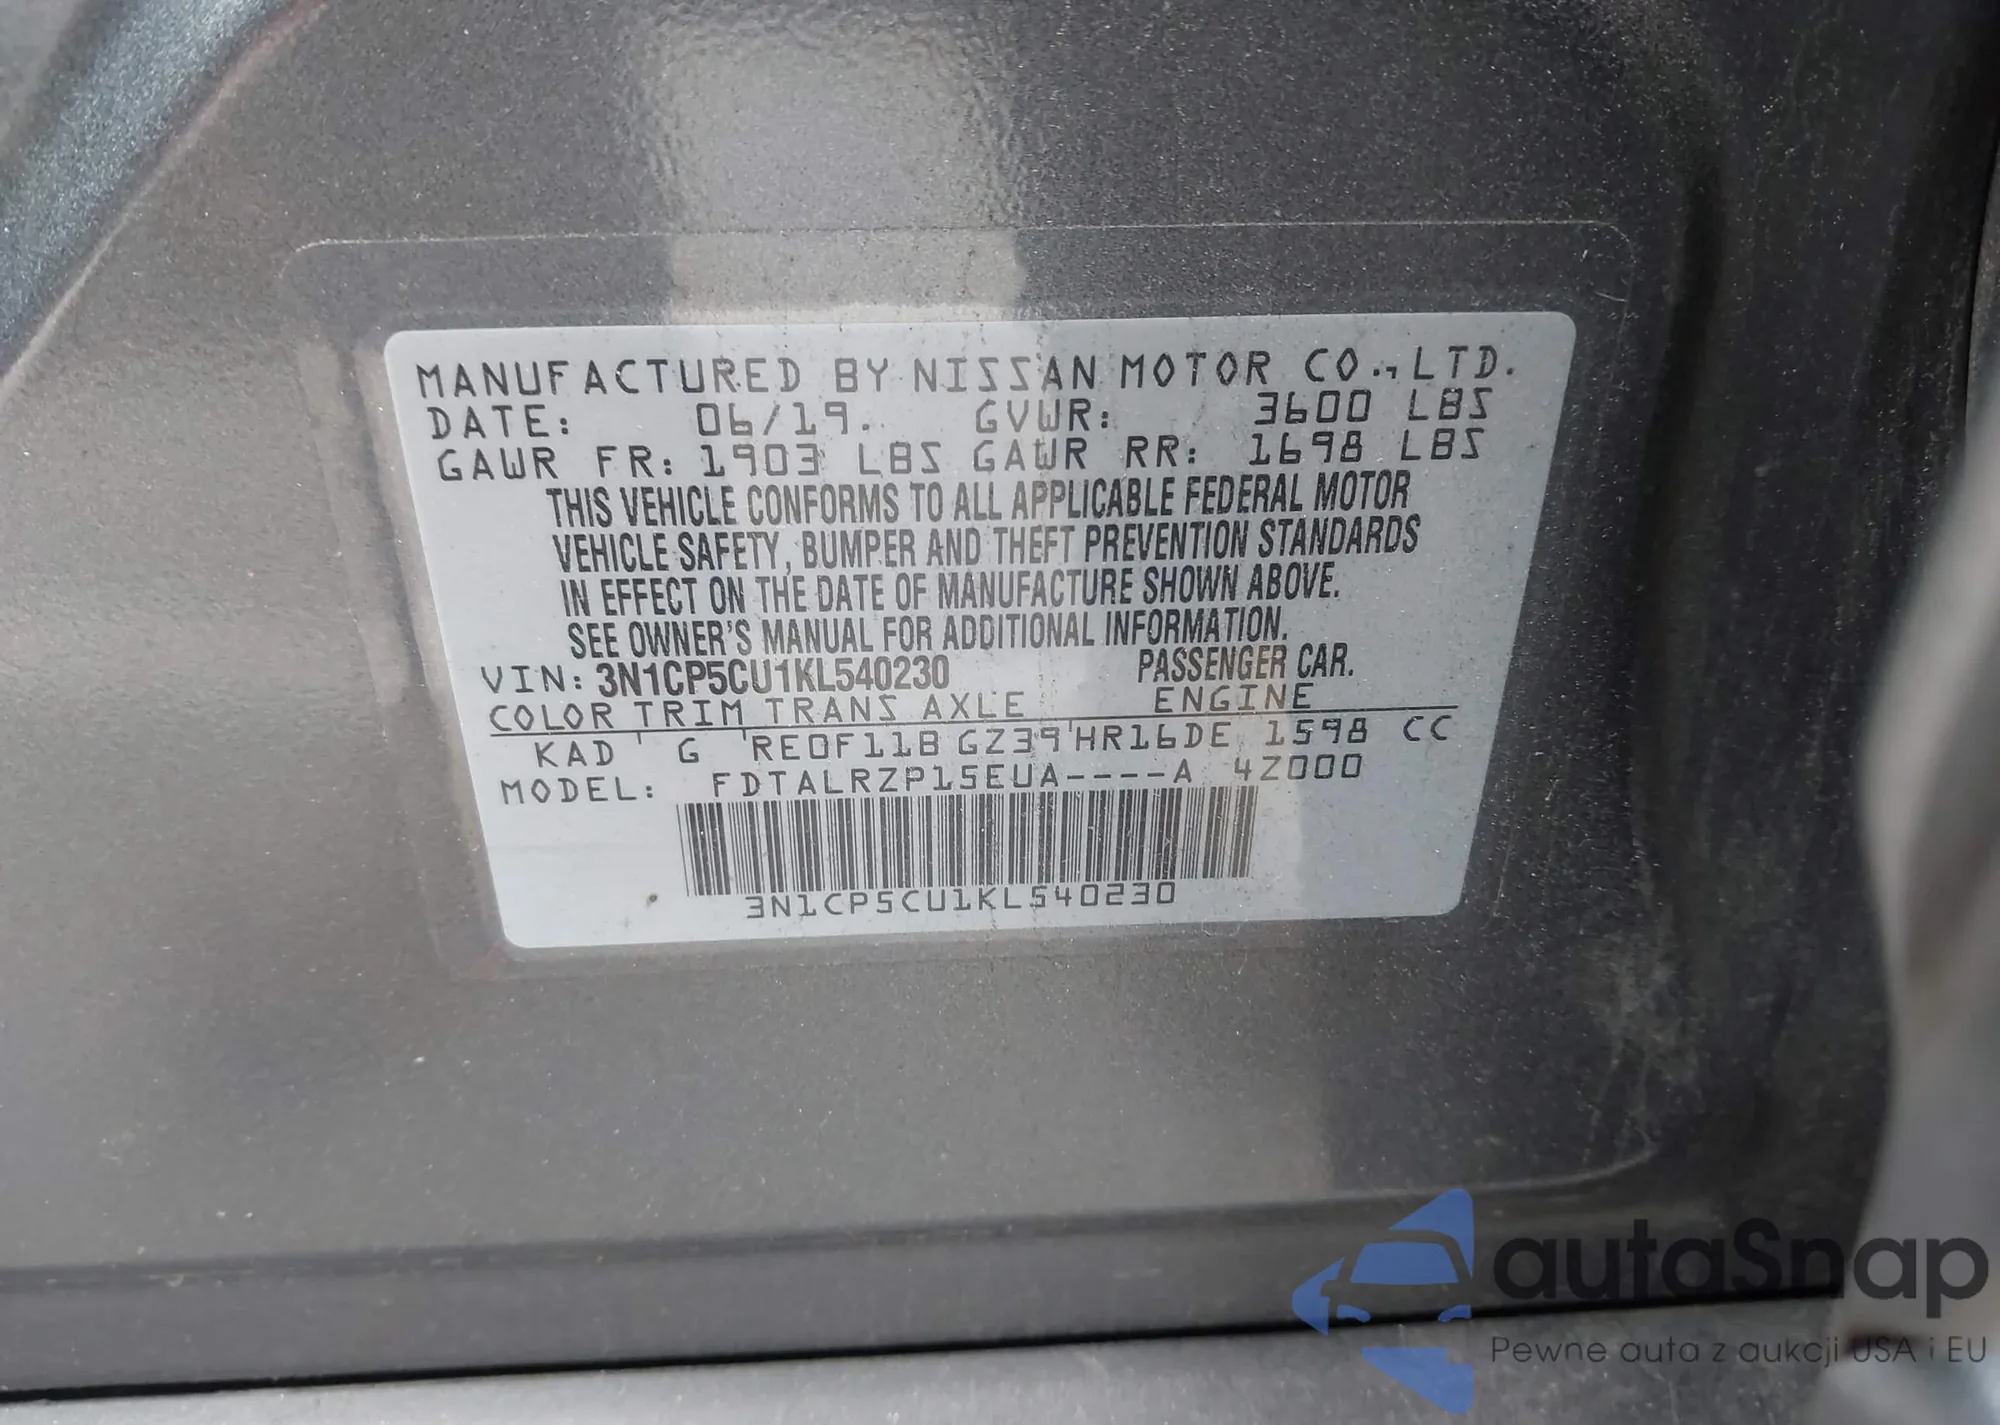 MANUFACTURED BY NISSAN MOTOR CO., LTD.
DATE: 06/19. GVWR: 3600 LBS
GAWR FR: 1903 LBS GAWR RR: 1698 LBS
THIS VEHICLE CONFORMS TO ALL APPLICABLE FEDERAL MOTOR
VEHICLE SAFETY, BUMPER AND THEFT PREVENTION STANDARDS
IN EFFECT ON THE DATE OF MANUFACTURE SHOWN ABOVE.
SEE OWNER'S MANUAL FOR ADDITIONAL INFORMATION.
VIN: 3N1CP5CU1KL540230 PASSENGER CAR.
COLOR TRIM TRANS AXLE ENGINE
KAD ' G 'RE0F11B GZ39'HR16DE 1598 CC
MODEL: FDTALRZP15EUA----A 4Z000
3N1CP5CU1KL540230
autoSnap
Pewne auta z aukcji USA i EU